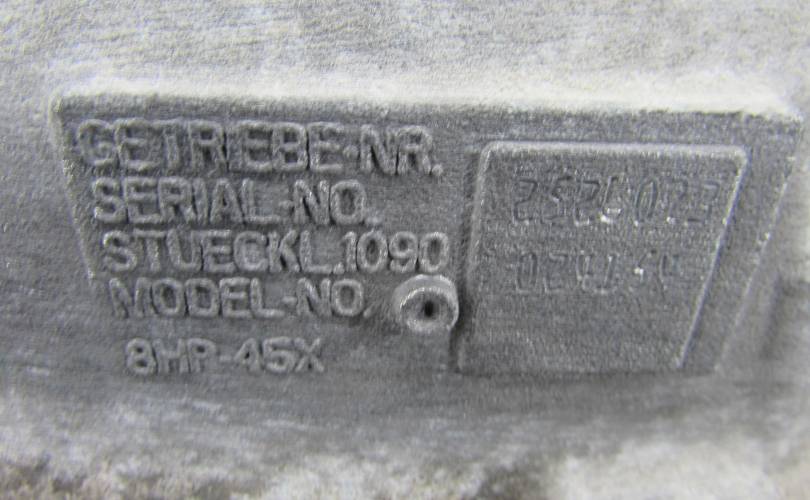 GETRIEBE-NR.
SERIAL-NO.
STUECKL.1090
MODEL-NO.
8HP-45X